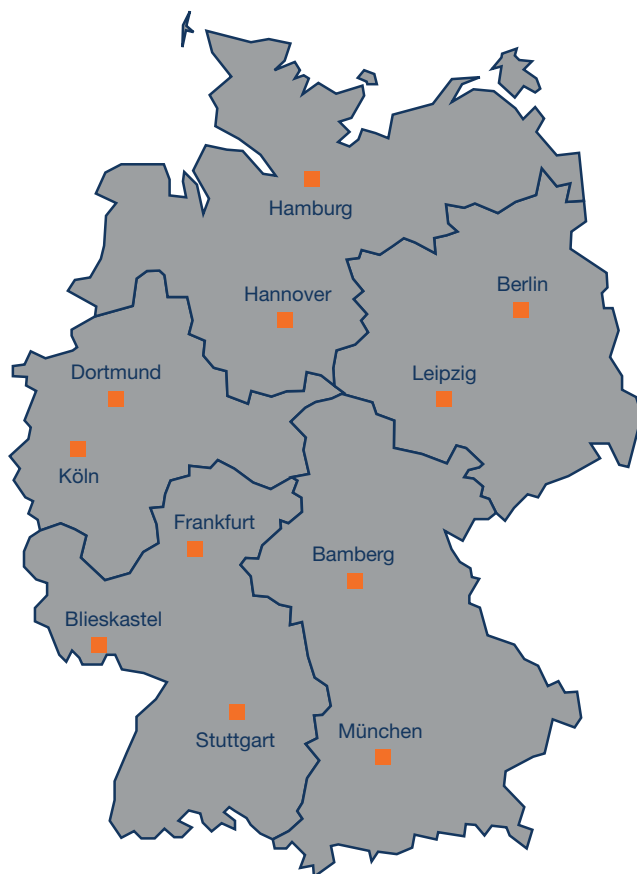 Hamburg
Hannover
Berlin
Dortmund
Leipzig
Köln
Frankfurt
Bamberg
Blieskastel
Stuttgart
München